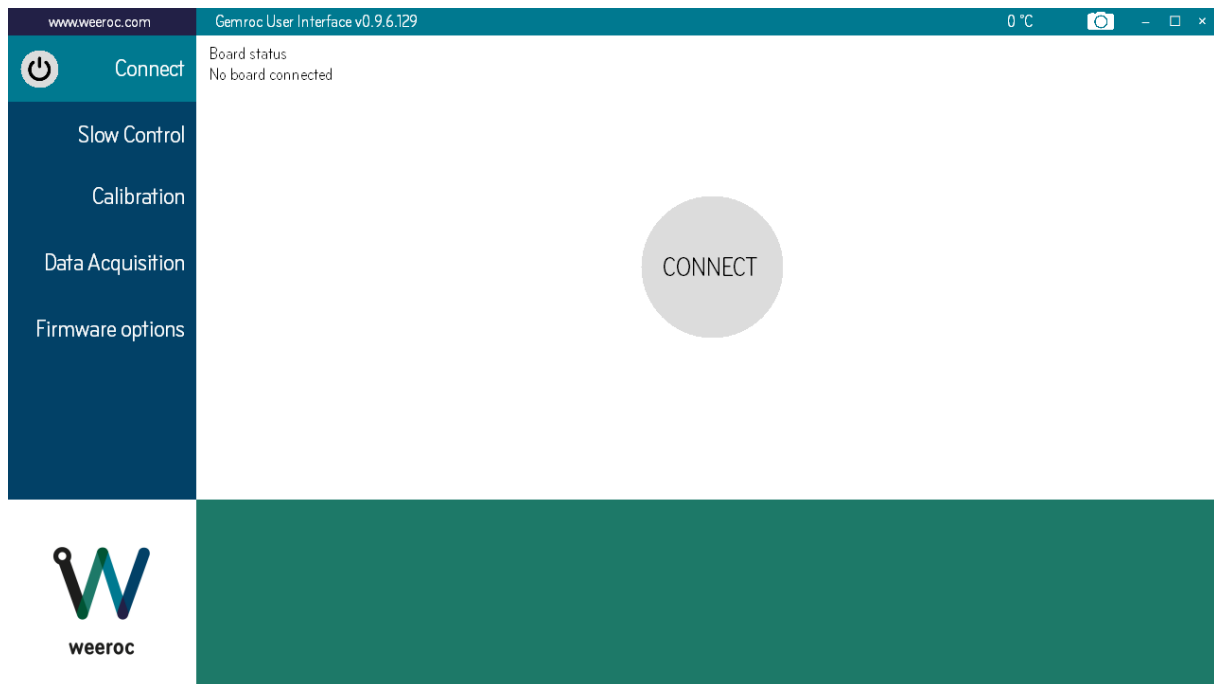 www.weeroc.com
Gemroc User Interface v0.9.6.129
0 °C
Connect
Board status
No board connected
Slow Control
Calibration
Data Acquisition
Firmware options
CONNECT
weeroc